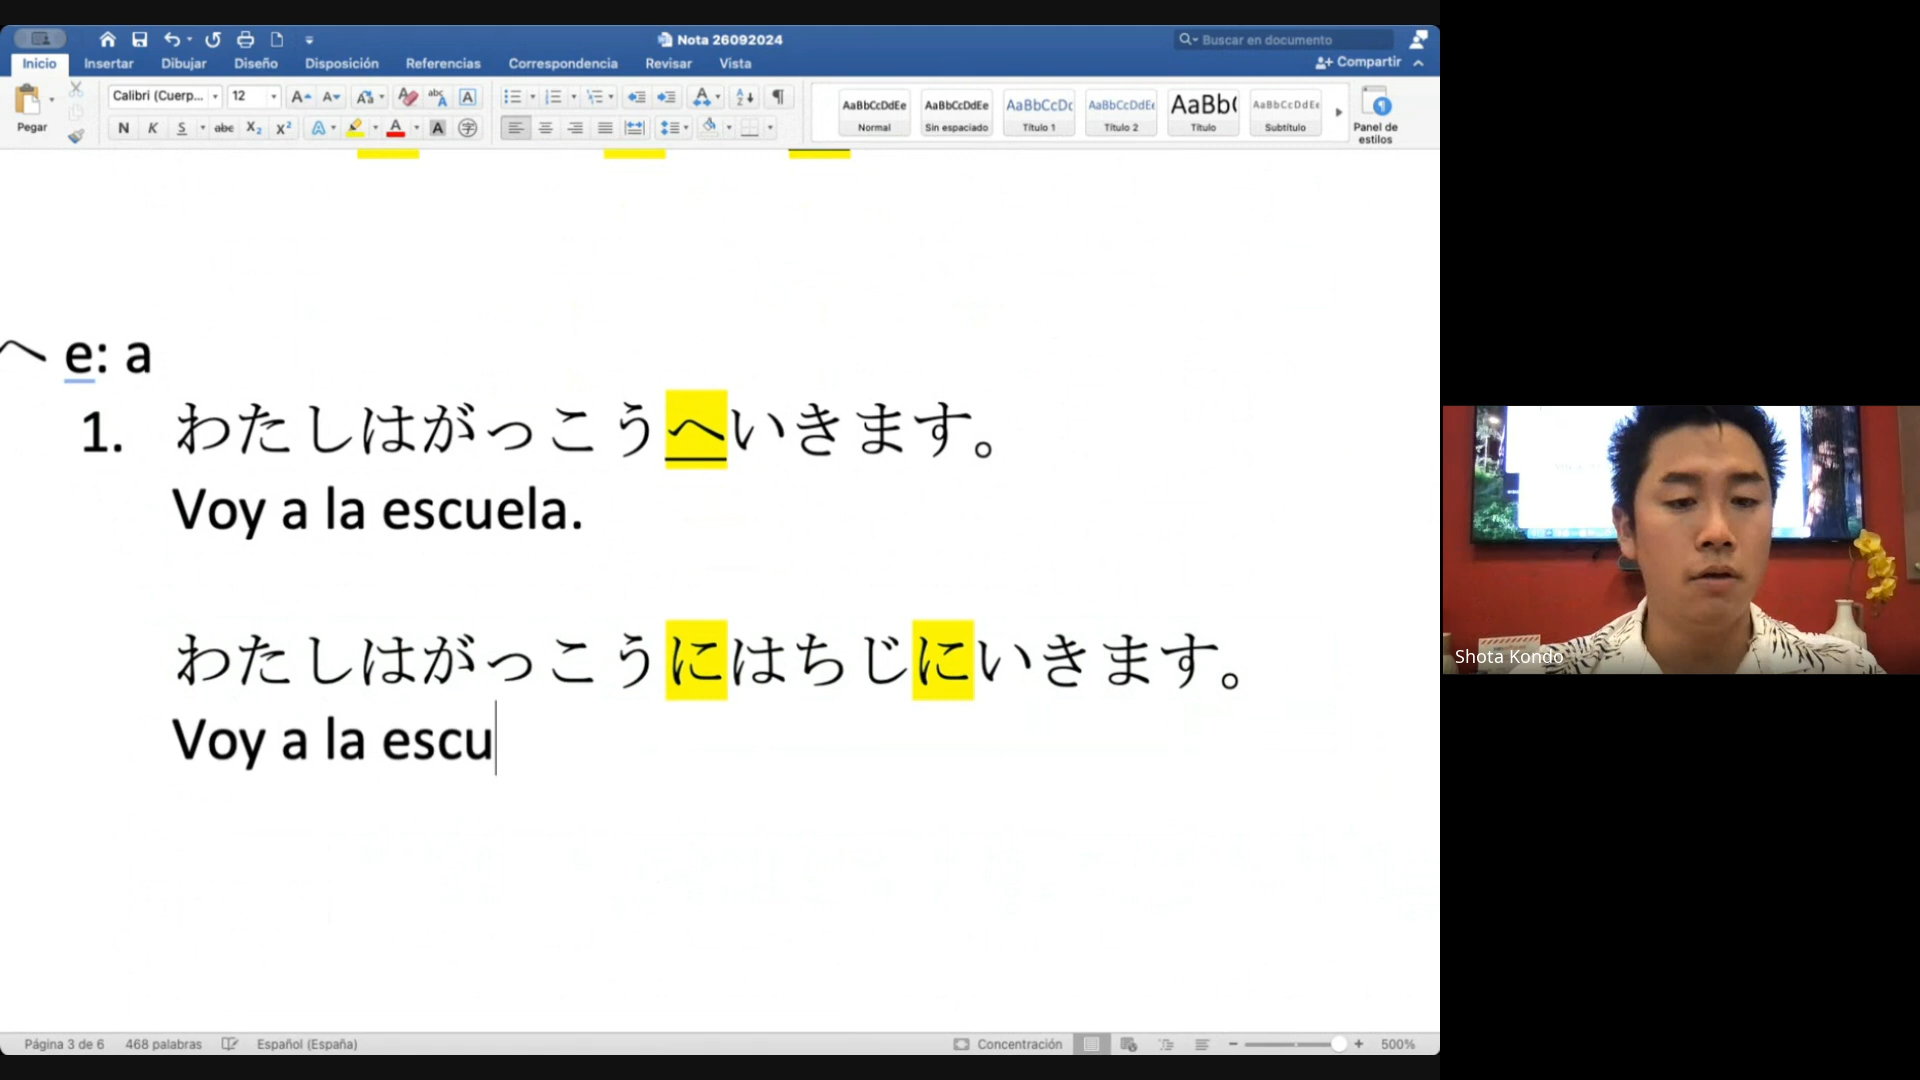 Nota 26092024
Buscar en documento
Inicio Insertar Dibujar Diseño Disposición Referencias Correspondencia Revisar Vista
Compartir
Calibri (Cuerp... 12
Pegar
N K S abc X₂ X²
AaBbCcDdEe AaBbCcDdEe AaBbCcDc AaBbCcDdEe AaBb( AaBbCcDdEe
Normal Sin espaciado Título 1 Título 2 Título Subtítulo
Panel de estilos
へ e: a
1. わたしはがっこうへいきます。
Voy a la escuela.
わたしはがっこうにはちじにいきます。
Voy a la escu
Shota Kondo
Página 3 de 6 468 palabras Español (España) Concentración 500%